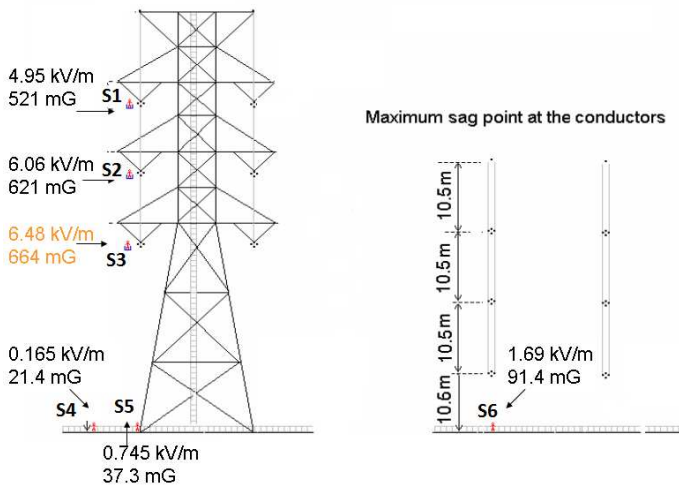 4.95 kV/m
521 mG
S1
6.06 kV/m
621 mG
S2
6.48 kV/m
664 mG
S3
0.165 kV/m
21.4 mG
S4
S5
0.745 kV/m
37.3 mG
Maximum sag point at the conductors
10.5m
10.5m
10.5m
10.6m
1.69 kV/m
91.4 mG
S6